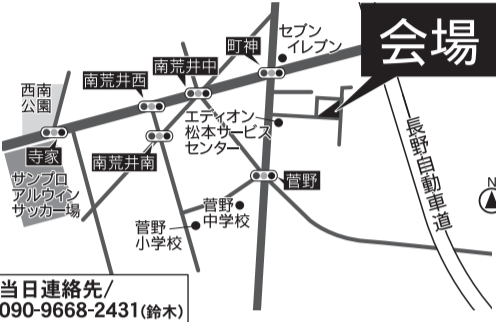 会場
セブン
イレブン
町神
南荒井中
南荒井西
西南
公園
エディオン
松本サービス
センター
寺家
南荒井南
サンプロ
アルウィン
サッカー場
菅野
菅野
中学校
菅野
小学校
長野自動車道
N
当日連絡先/
090-9668-2431(鈴木)